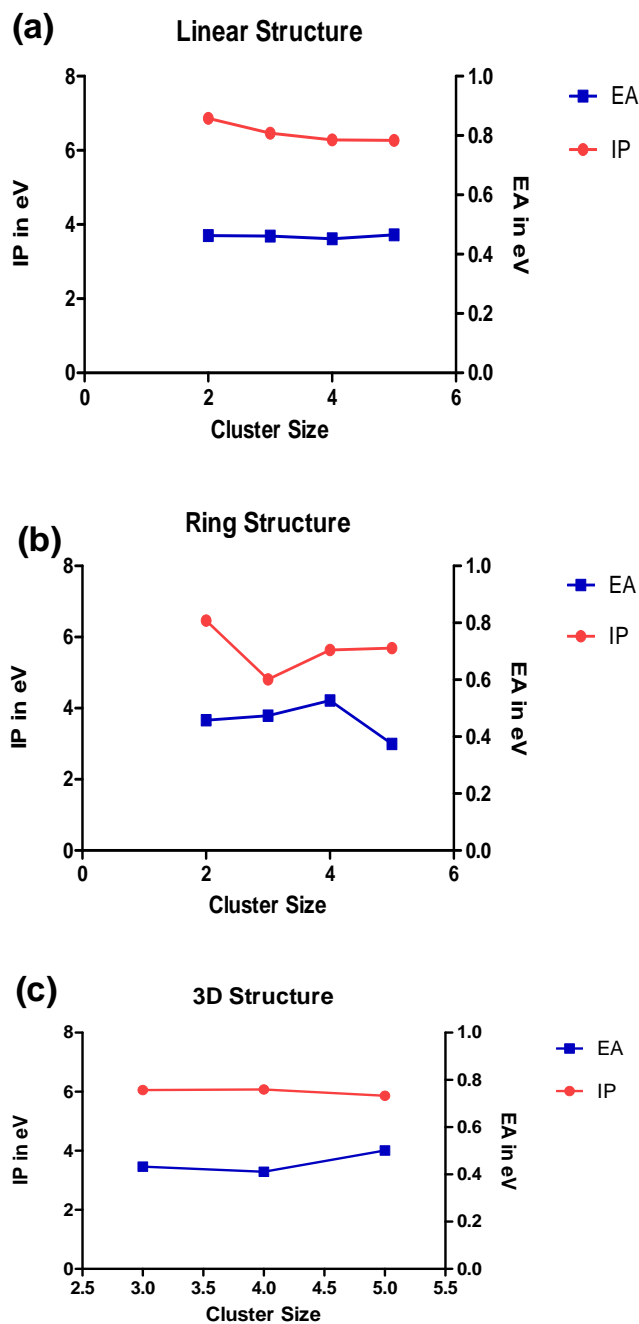 (a)
Linear Structure
8
6
4
2
0
IP in eV
1.0
0.8
0.6
0.4
0.2
0.0
EA in eV
0
2
4
6
Cluster Size
EA
IP
(b)
Ring Structure
8
6
4
2
0
IP in eV
1.0
0.8
0.6
0.4
0.2
0.0
EA in eV
0
2
4
6
Cluster Size
EA
IP
(c)
3D Structure
8
6
4
2
0
IP in eV
1.0
0.8
0.6
0.4
0.2
0.0
EA in eV
2.5
3.0
3.5
4.0
4.5
5.0
5.5
Cluster Size
EA
IP